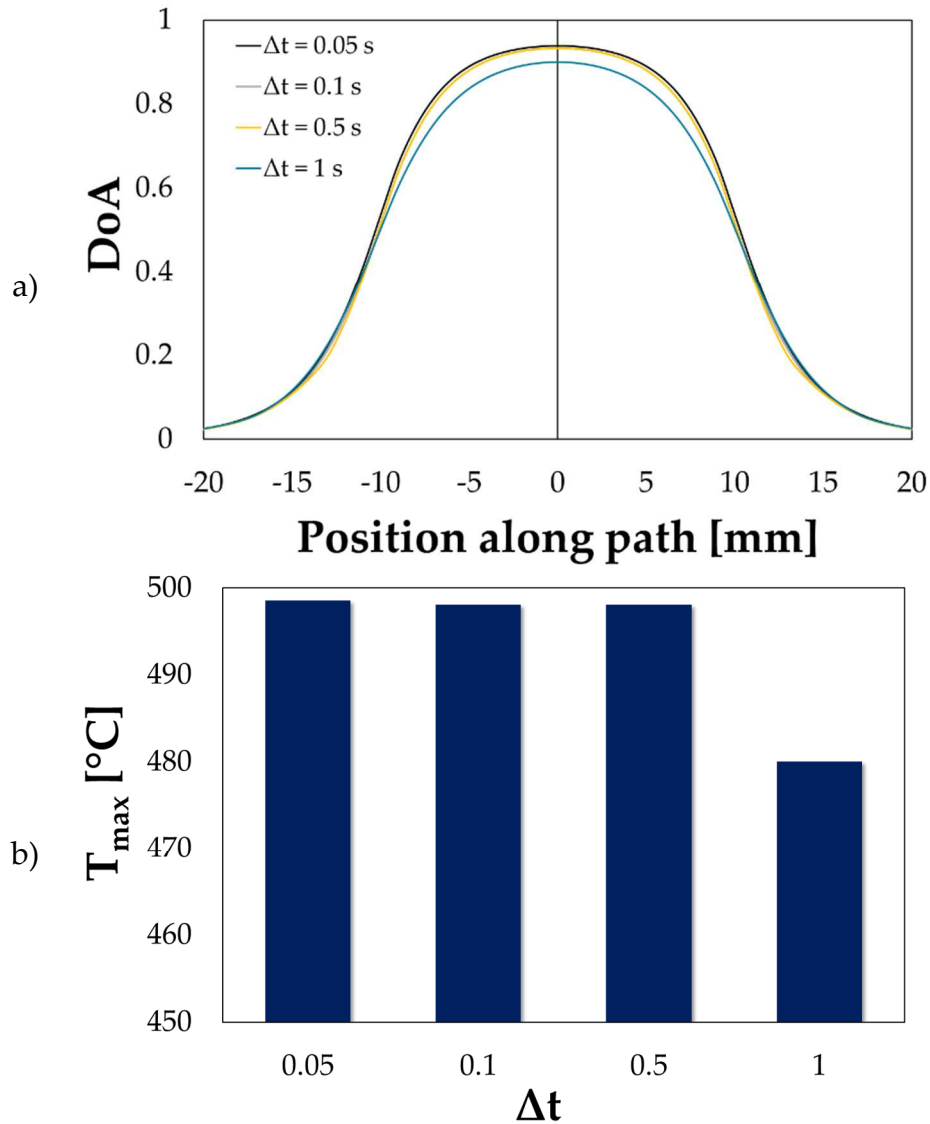 1
Δt = 0.05 s
Δt = 0.1 s
Δt = 0.5 s
Δt = 1 s
0.8
0.6
0.4
0.2
0
DoA
a)
-20 -15 -10 -5 0 5 10 15 20
Position along path [mm]
500
490
480
470
460
450
Tmax [°C]
b)
0.05 0.1 0.5 1
Δt